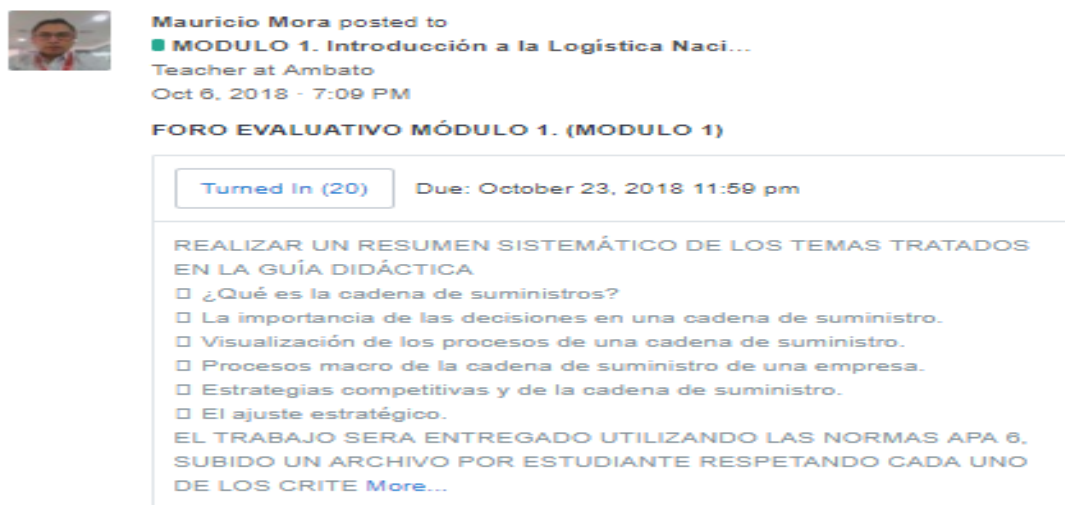 Mauricio Mora posted to
MODULO 1. Introducción a la Logística Naci...
Teacher at Ambato
Oct 6, 2018 · 7:09 PM
FORO EVALUATIVO MÓDULO 1. (MODULO 1)
Turned In (20) Due: October 23, 2018 11:59 pm
REALIZAR UN RESUMEN SISTEMÁTICO DE LOS TEMAS TRATADOS
EN LA GUÍA DIDÁCTICA
□ ¿Qué es la cadena de suministros?
□ La importancia de las decisiones en una cadena de suministro.
□ Visualización de los procesos de una cadena de suministro.
□ Procesos macro de la cadena de suministro de una empresa.
□ Estrategias competitivas y de la cadena de suministro.
□ El ajuste estratégico.
EL TRABAJO SERA ENTREGADO UTILIZANDO LAS NORMAS APA 6,
SUBIDO UN ARCHIVO POR ESTUDIANTE RESPETANDO CADA UNO
DE LOS CRITE More...